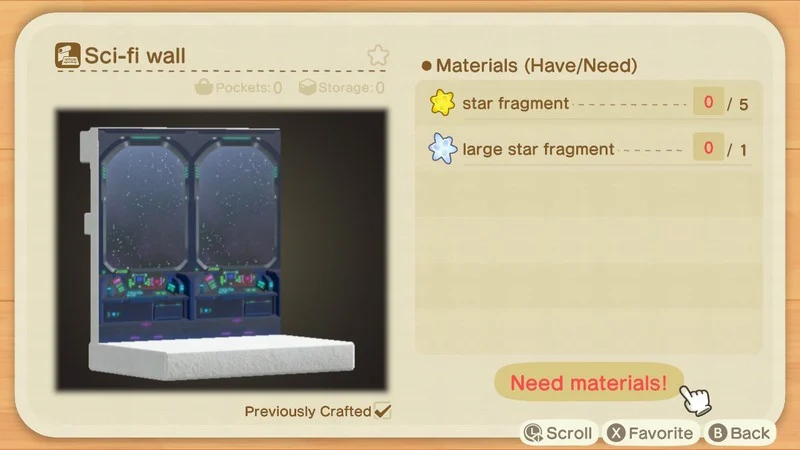 Sci-fi wall
Pockets: 0 Storage: 0
Previously Crafted
Materials (Have/Need)
star fragment 0 / 5
large star fragment 0 / 1
Need materials!
L Scroll X Favorite B Back